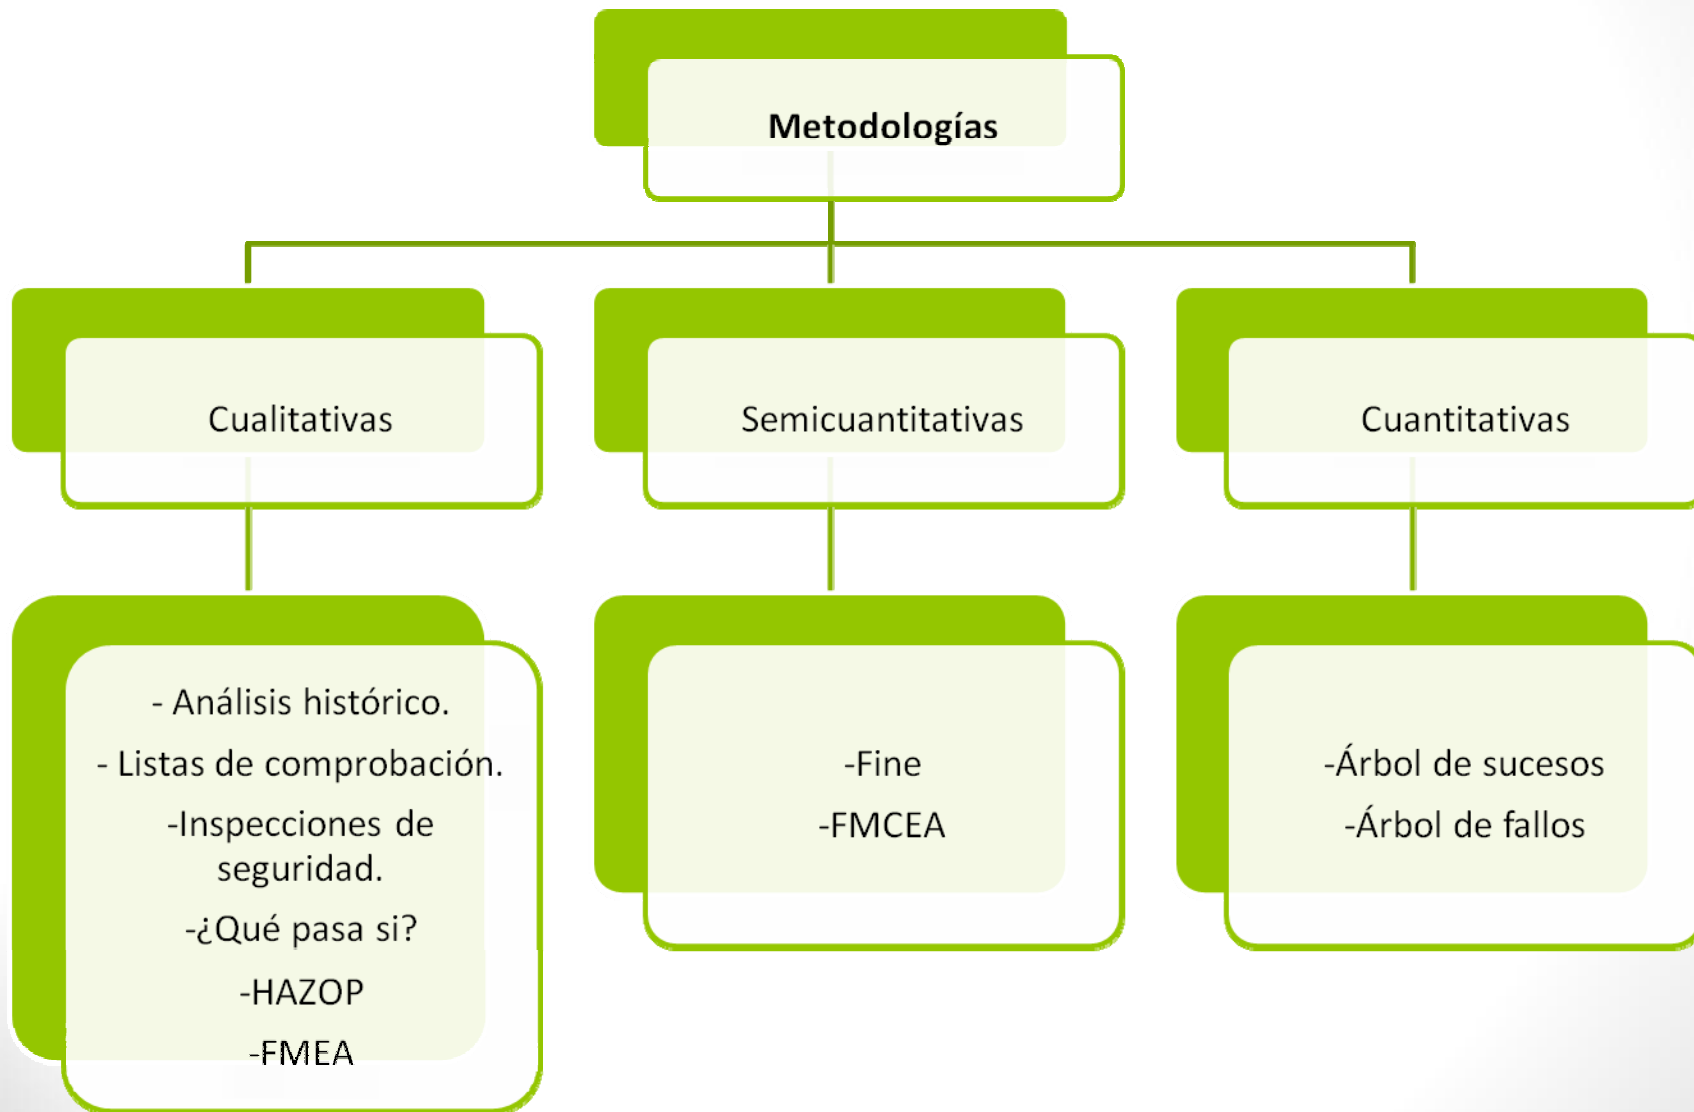 Metodologías
Cualitativas
Semicuantitativas
Cuantitativas
- Análisis histórico.
- Listas de comprobación.
-Inspecciones de
seguridad.
-¿Qué pasa si?
-HAZOP
-FMEA
-Fine
-FMCEA
-Árbol de sucesos
-Árbol de fallos